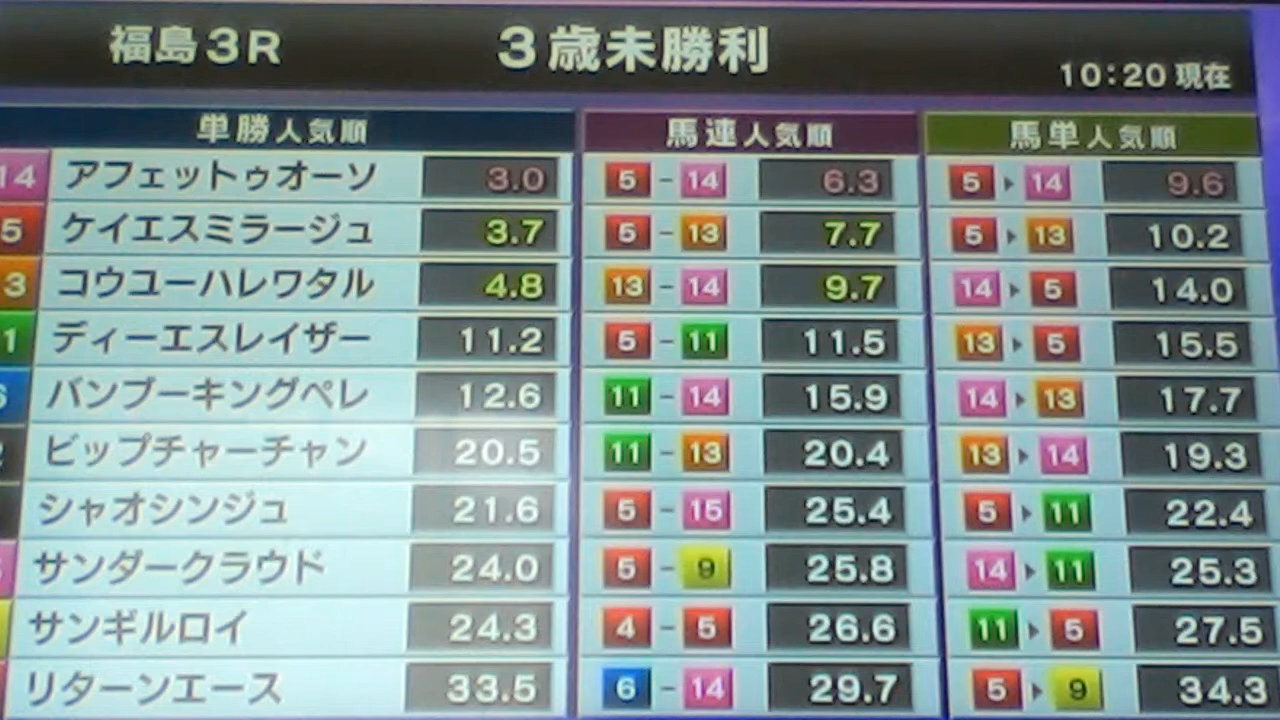 福島3R 3歳未勝利 10:20 現在
単勝人気順 馬連人気順 馬単人気順
14 アフェットゥオーソ 3.0 5-14 6.3 5▸14 9.6
5 ケイエスミラージュ 3.7 5-13 7.7 5▸13 10.2
3 コウユーハレワタル 4.8 13-14 9.7 14▸5 14.0
1 ディーエスレイザー 11.2 5-11 11.5 13▸5 15.5
6 バンブーキングペレ 12.6 11-14 15.9 14▸13 17.7
ビップチャーチャン 20.5 11-13 20.4 13▸14 19.3
シャオシンジュ 21.6 5-15 25.4 5▸11 22.4
サンダークラウド 24.0 5-9 25.8 14▸11 25.3
サンギルロイ 24.3 4-5 26.6 11▸5 27.5
リターンエース 33.5 6-14 29.7 5▸9 34.3